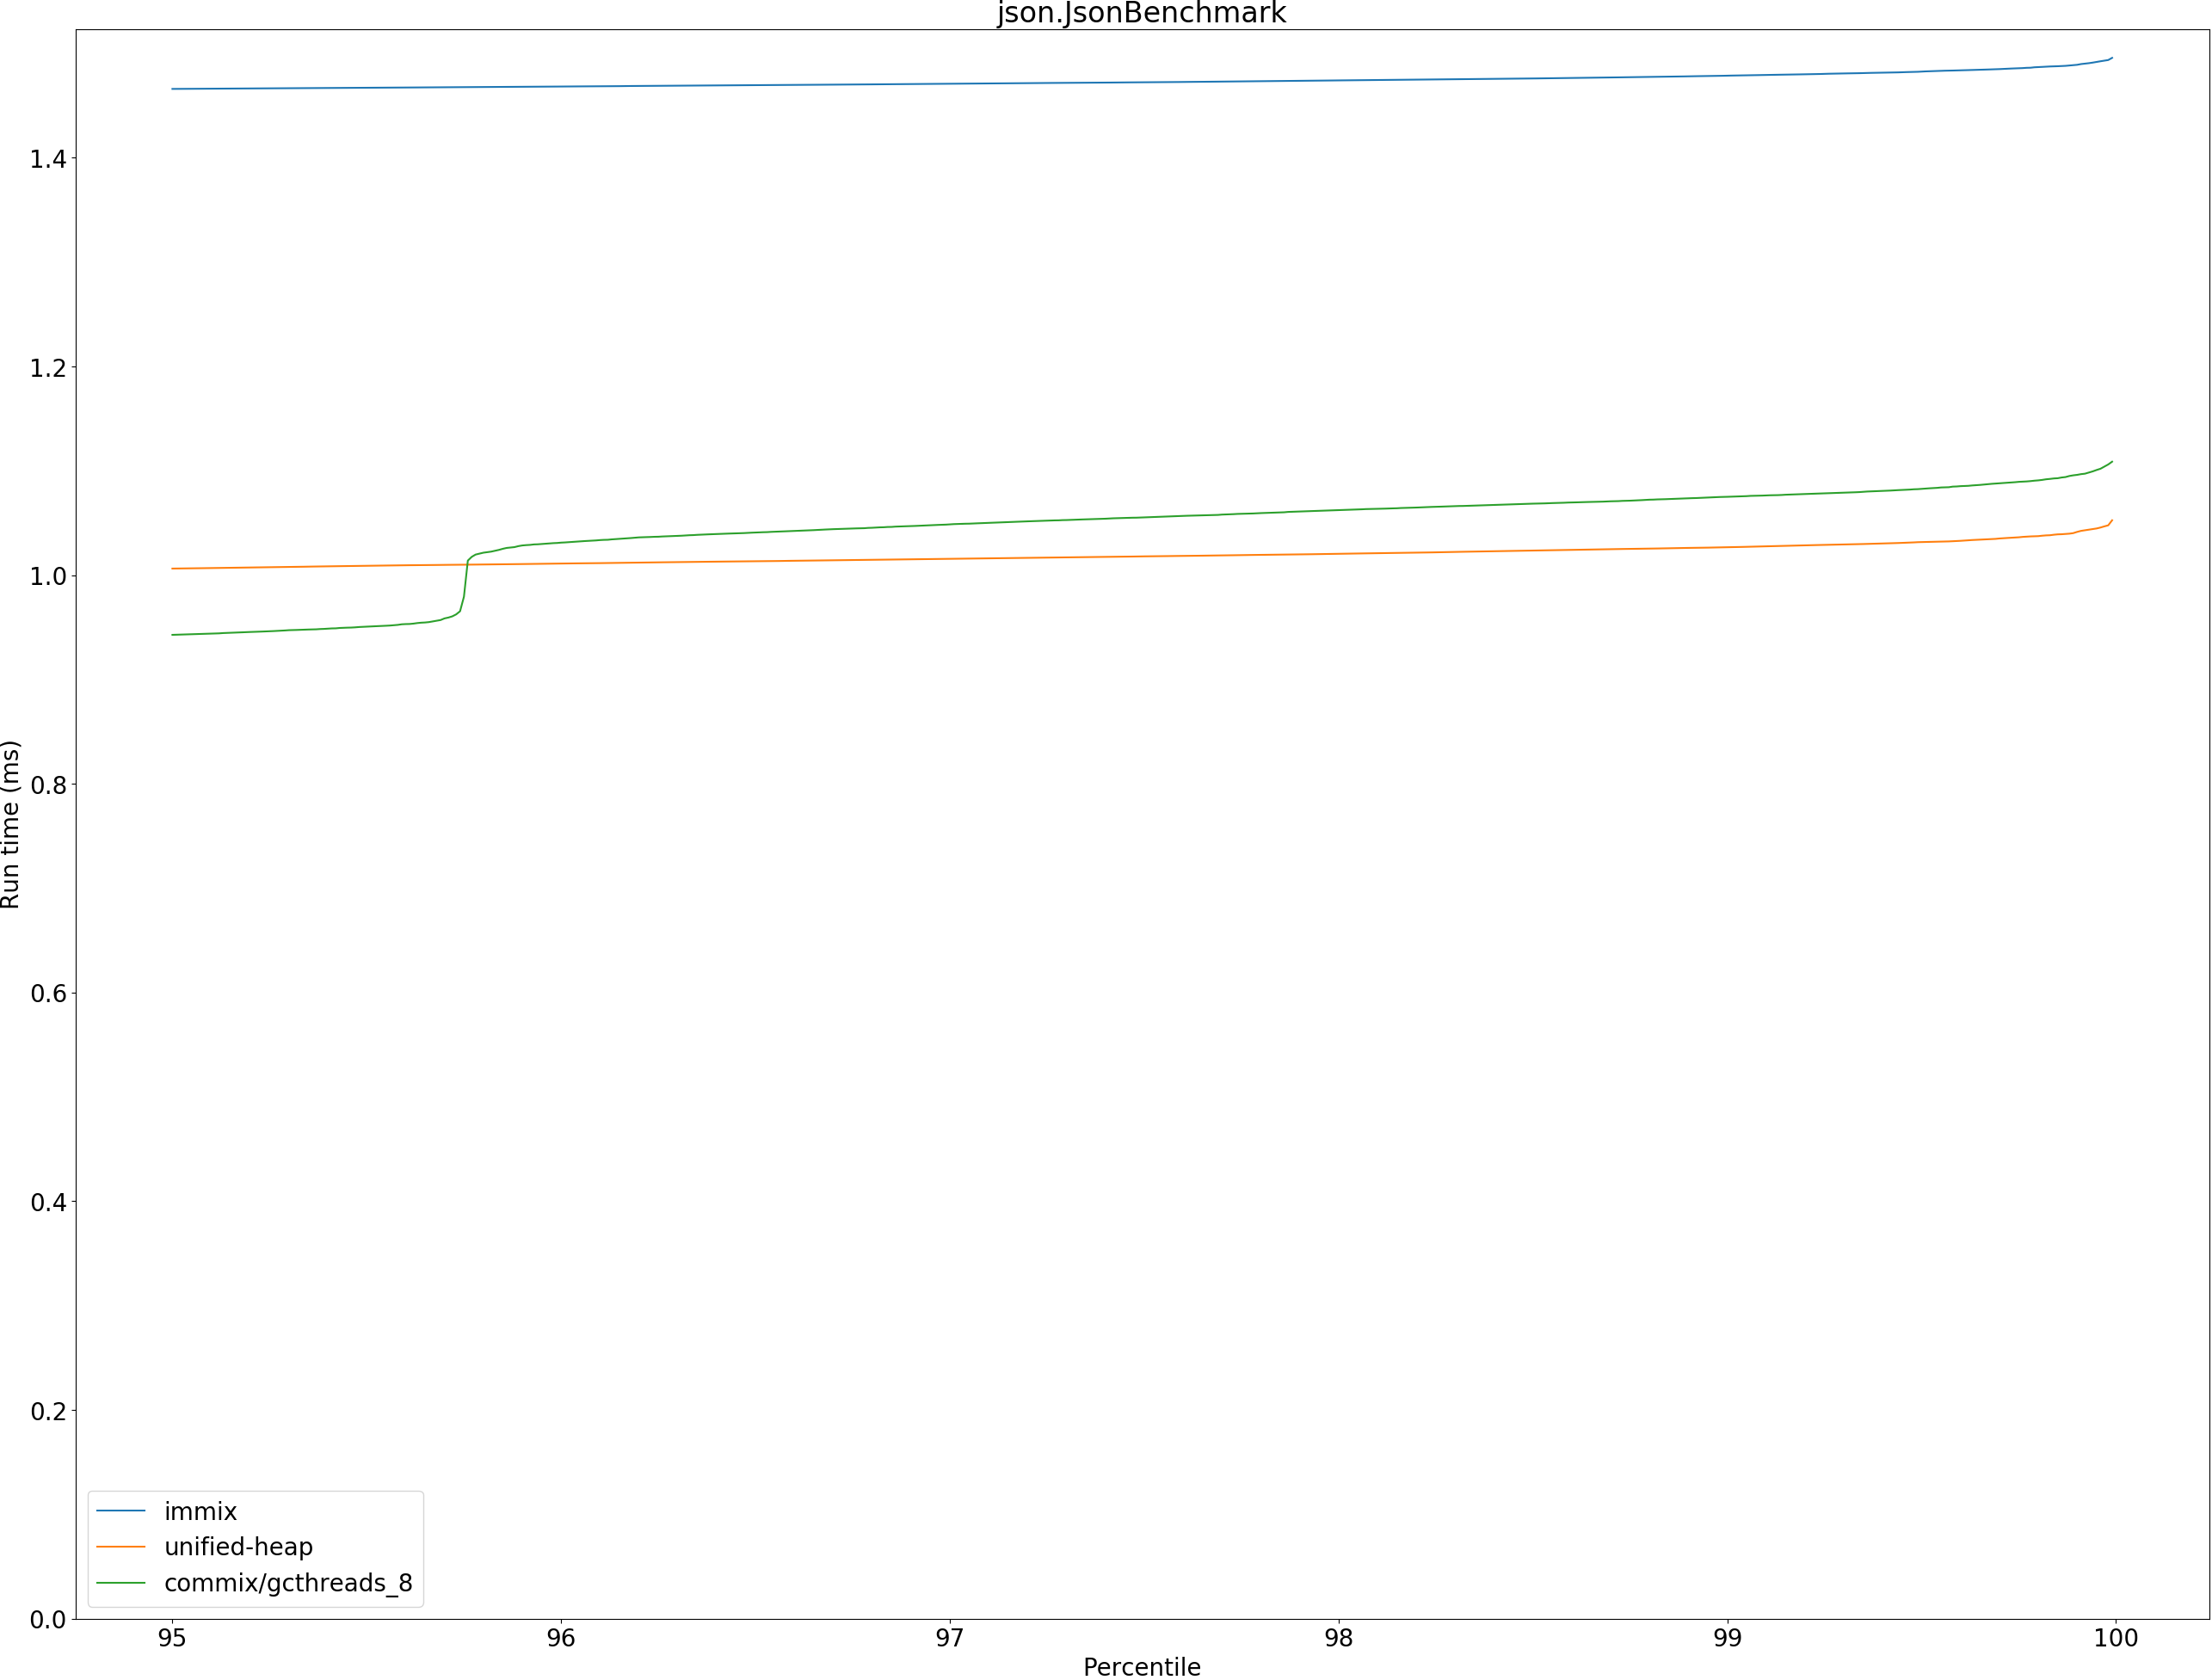 json.JsonBenchmark
Run time (ms)
1.4
1.2
1.0
0.8
0.6
0.4
0.2
0.0
immix
unified-heap
commix/gcthreads_8
95 96 97 98 99 100
Percentile